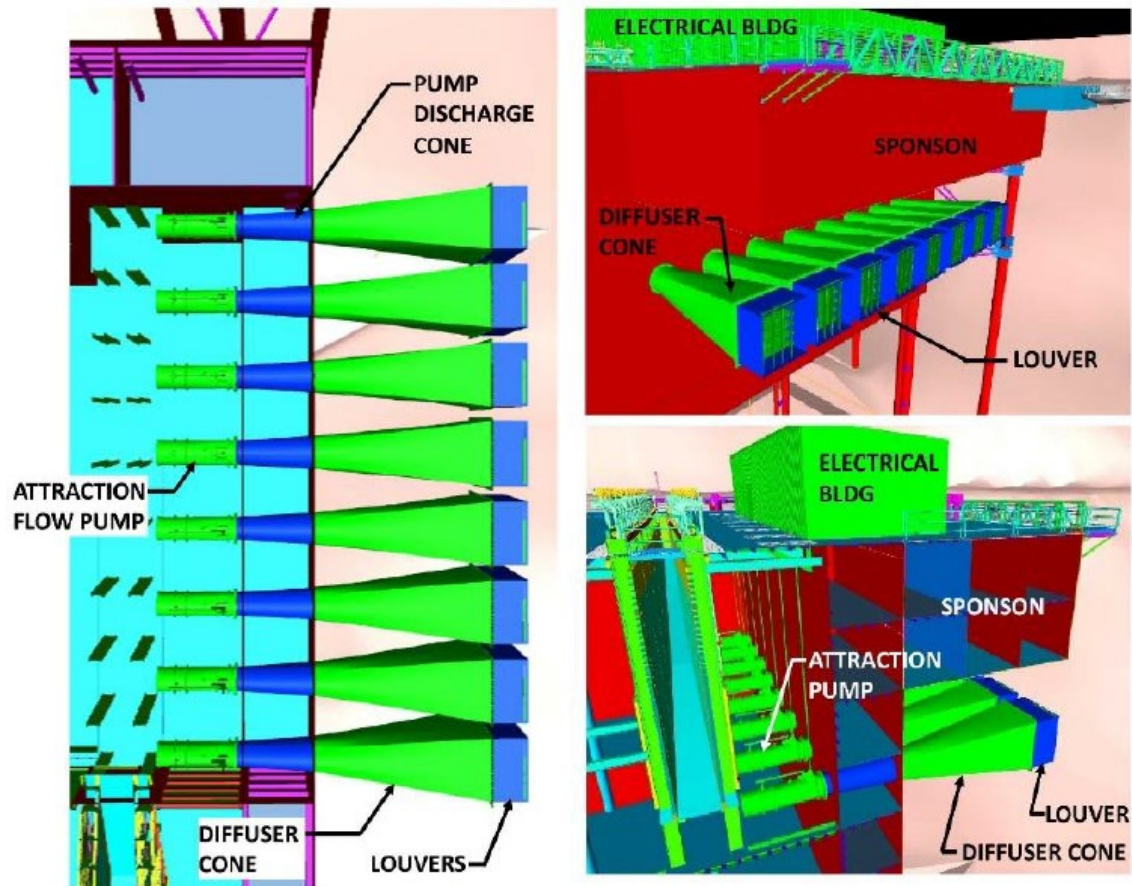 PUMP
DISCHARGE
CONE
ATTRACTION
FLOW PUMP
DIFFUSER
CONE
LOUVERS
ELECTRICAL BLDG
SPONSON
DIFFUSER
CONE
LOUVER
ELECTRICAL
BLDG
SPONSON
ATTRACTION
PUMP
LOUVER
DIFFUSER CONE